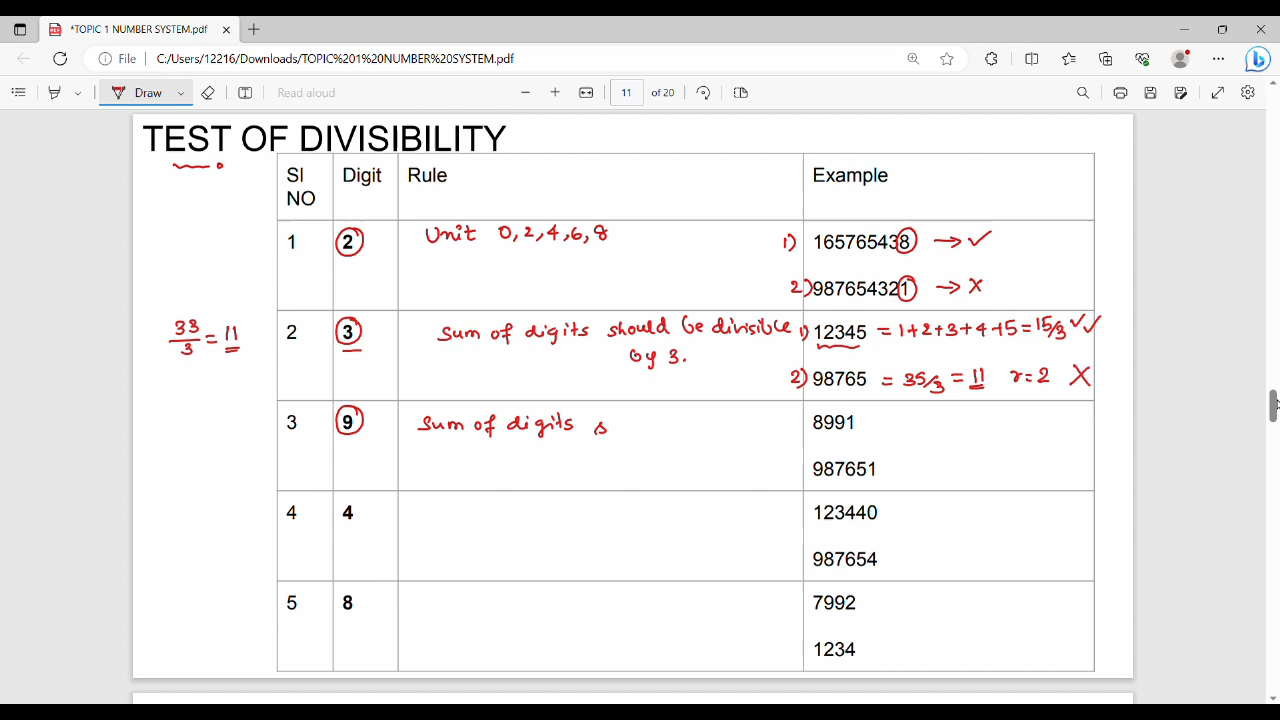 *TOPIC 1 NUMBER SYSTEM.pdf
File C:/Users/12216/Downloads/TOPIC%201%20NUMBER%20SYSTEM.pdf
Draw Read aloud 11 of 20
TEST OF DIVISIBILITY
Sl NO Digit Rule Example
1 2 Unit 0, 2, 4, 6, 8 1) 165765438 → ✓
2) 987654321 → X
33/3 = 11 2 3 Sum of digits should be divisible by 3. 1) 12345 = 1+2+3+4+5 = 15/3 ✓✓
2) 98765 = 35/3 = 11 r=2 X
3 9 Sum of digits s 8991
987651
4 4 123440
987654
5 8 7992
1234